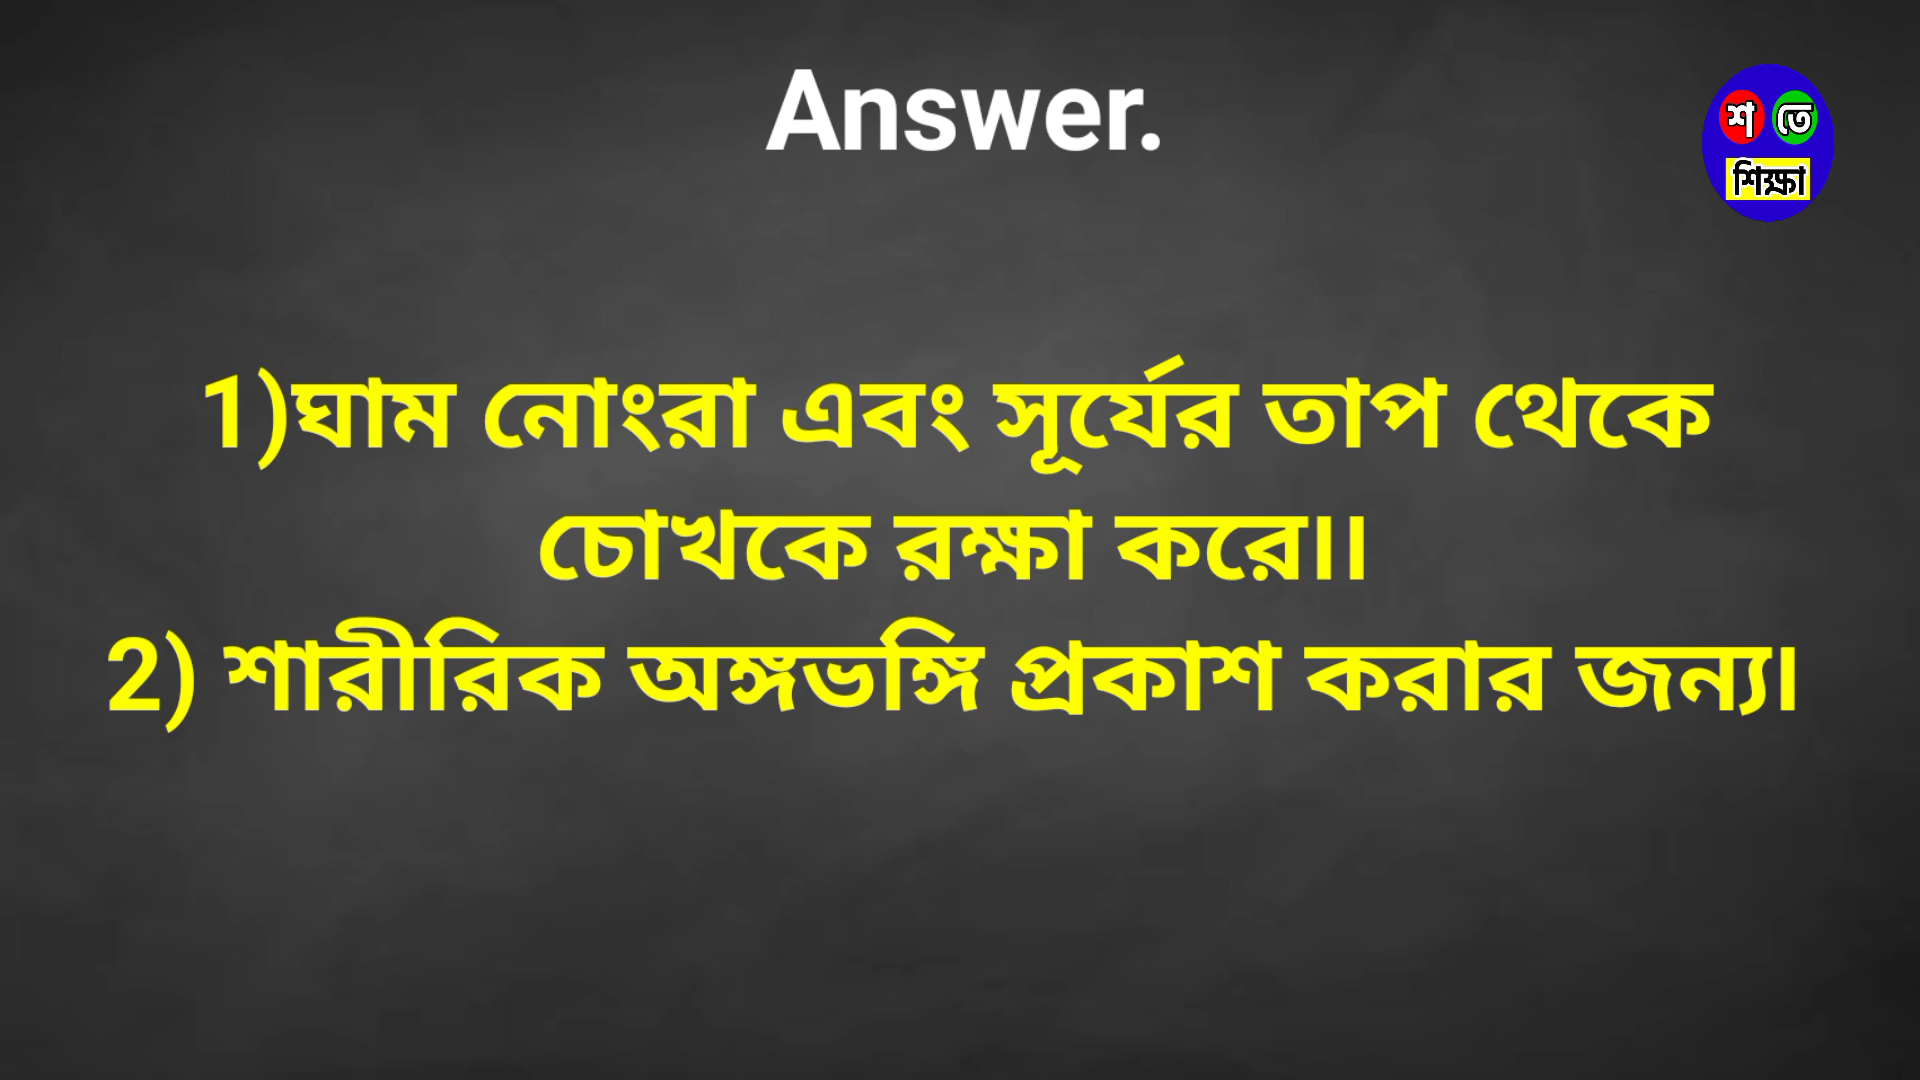 Answer.
শ তে
শিক্ষা
1)ঘাম নোংরা এবং সূর্যের তাপ থেকে
চোখকে রক্ষা করে।।
2) শারীরিক অঙ্গভঙ্গি প্রকাশ করার জন্য।